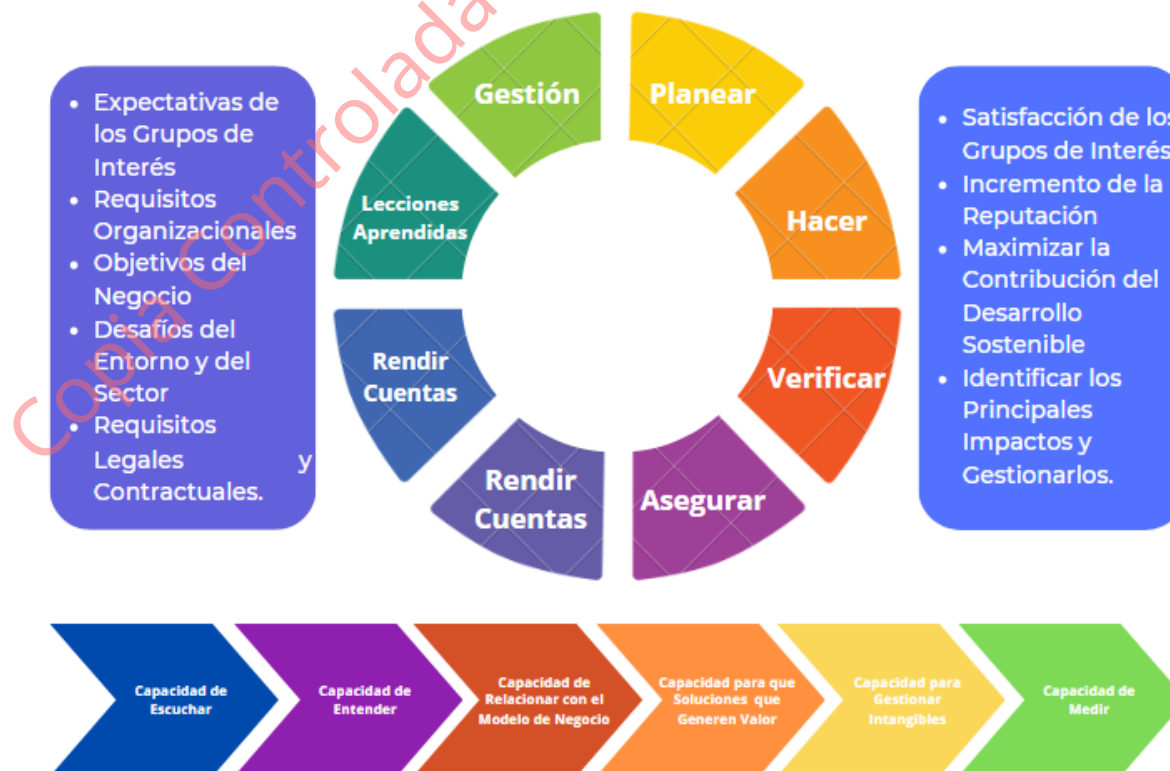 Copia Controlada
• Expectativas de
los Grupos de
Interés
• Requisitos
Organizacionales
• Objetivos del
Negocio
• Desafíos del
Entorno y del
Sector
• Requisitos
Legales y
Contractuales.
Gestión
Planear
Hacer
Verificar
Asegurar
Rendir
Cuentas
Rendir
Cuentas
Lecciones
Aprendidas
• Satisfacción de los
Grupos de Interés
• Incremento de la
Reputación
• Maximizar la
Contribución del
Desarrollo
Sostenible
• Identificar los
Principales
Impactos y
Gestionarlos.
Capacidad de
Escuchar
Capacidad de
Entender
Capacidad de
Relacionar con el
Modelo de Negocio
Capacidad para que
Soluciones que
Generen Valor
Capacidad para
Gestionar
Intangibles
Capacidad de
Medir